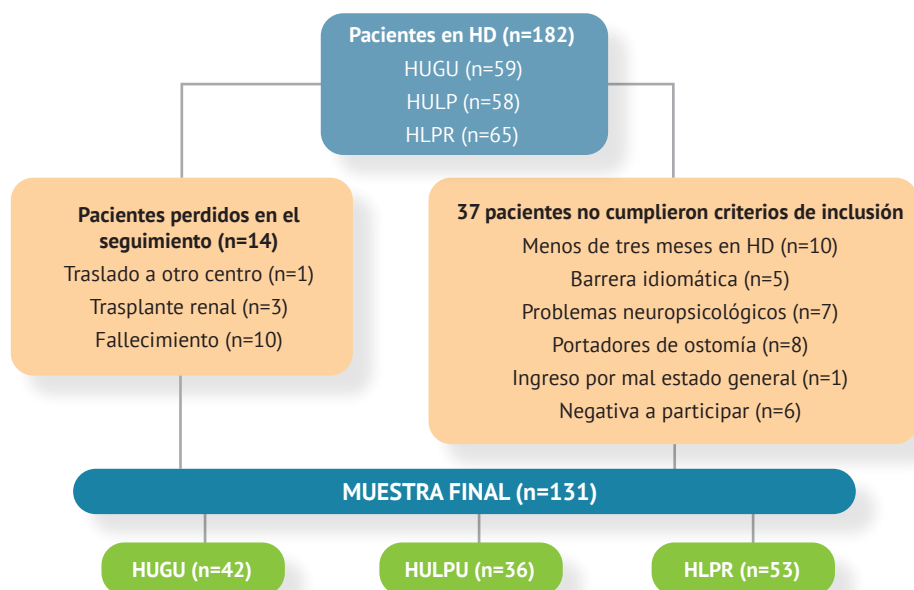 Pacientes en HD (n=182)
HUGU (n=59)
HULP (n=58)
HLPR (n=65)
Pacientes perdidos en el
seguimiento (n=14)
Traslado a otro centro (n=1)
Trasplante renal (n=3)
Fallecimiento (n=10)
37 pacientes no cumplieron criterios de inclusión
Menos de tres meses en HD (n=10)
Barrera idiomática (n=5)
Problemas neuropsicológicos (n=7)
Portadores de ostomía (n=8)
Ingreso por mal estado general (n=1)
Negativa a participar (n=6)
MUESTRA FINAL (n=131)
HUGU (n=42)
HULPU (n=36)
HLPR (n=53)